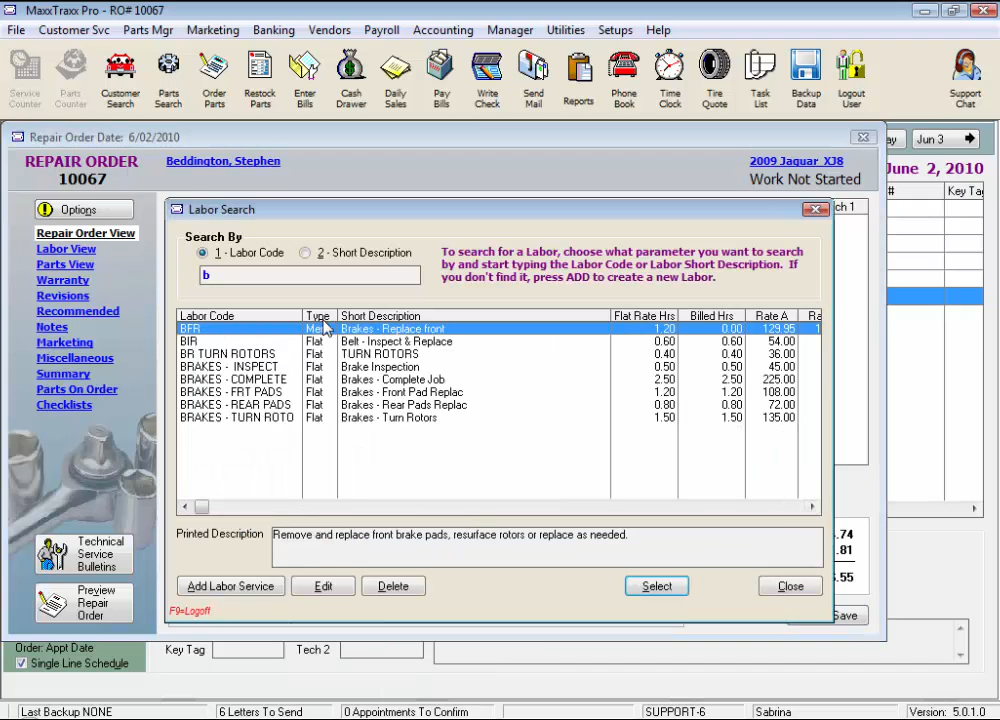 MaxxTraxx Pro - RO# 10067
File Customer Svc Parts Mgr Marketing Banking Vendors Payroll Accounting Manager Utilities Setups Help
Service Counter
Parts Counter
Customer Search
Parts Search
Order Parts
Restock Parts
Enter Bills
Cash Drawer
Daily Sales
Pay Bills
Write Check
Send Mail
Reports
Phone Book
Time Clock
Tire Quote
Task List
Backup Data
Logout User
Support Chat
Repair Order Date: 6/02/2010
ay Jun 3
REPAIR ORDER
10067
Beddington, Stephen
2009 Jaquar XJ8
Work Not Started
June 2, 2010
# Key Tag
Options
Repair Order View
Labor View
Parts View
Warranty
Revisions
Recommended
Notes
Marketing
Miscellaneous
Summary
Parts On Order
Checklists
Technical Service Bulletins
Preview Repair Order
Labor Search
ch 1
Search By
1 - Labor Code 2 - Short Description
b
To search for a Labor, choose what parameter you want to search
by and start typing the Labor Code or Labor Short Description. If
you don't find it, press ADD to create a new Labor.
Labor Code Type Short Description Flat Rate Hrs Billed Hrs Rate A Ra
BFR Me Brakes - Replace front 1.20 0.00 129.95 1
BIR Flat Belt - Inspect & Replace 0.60 0.60 54.00
BR TURN ROTORS Flat TURN ROTORS 0.40 0.40 36.00
BRAKES - INSPECT Flat Brake Inspection 0.50 0.50 45.00
BRAKES - COMPLETE Flat Brakes - Complete Job 2.50 2.50 225.00
BRAKES - FRT PADS Flat Brakes - Front Pad Replac 1.20 1.20 108.00
BRAKES - REAR PADS Flat Brakes - Rear Pads Replac 0.80 0.80 72.00
BRAKES - TURN ROTO Flat Brakes - Turn Rotors 1.50 1.50 135.00
Printed Description Remove and replace front brake pads, resurface rotors or replace as needed.
.74
.81
.55
Add Labor Service Edit Delete Select Close
F9=Logoff
Save
Order: Appt Date
Single Line Schedule
Key Tag Tech 2
Last Backup NONE 6 Letters To Send 0 Appointments To Confirm SUPPORT-6 Sabrina Version: 5.0.1.0